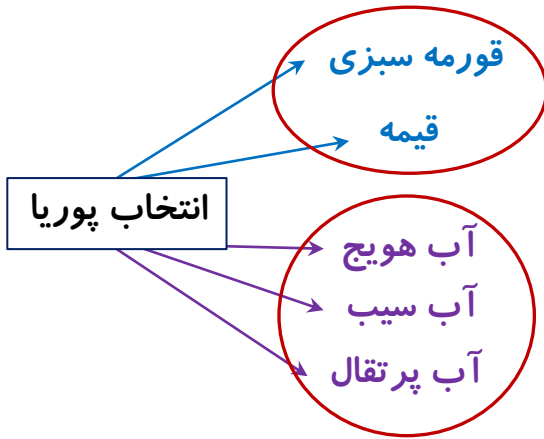 قورمه سبزی
قیمه
انتخاب پوریا
آب هویج
آب سیب
آب پرتقال